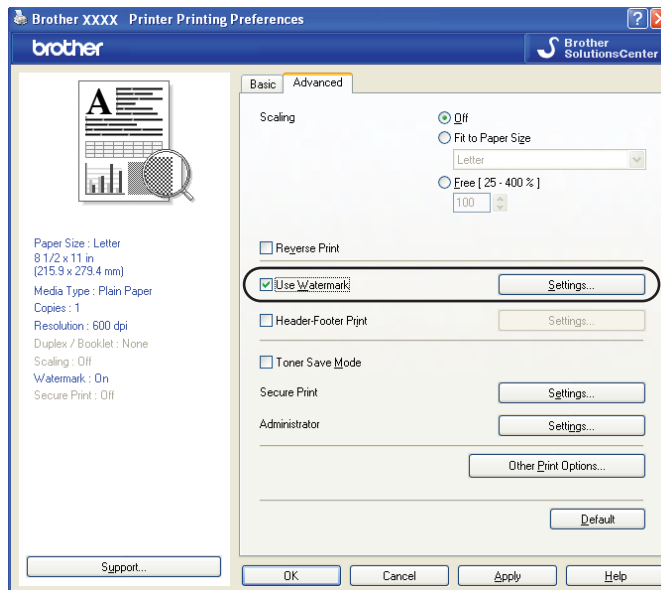 Brother XXXX Printer Printing Preferences
brother
Brother
SolutionsCenter
A
Basic
Advanced
Scaling
Off
Fit to Paper Size
Letter
Free [ 25 - 400 % ]
100
Reverse Print
Use Watermark
Settings...
Header-Footer Print
Settings...
Toner Save Mode
Secure Print
Settings...
Administrator
Settings...
Other Print Options...
Default
Paper Size : Letter
8 1/2 x 11 in
(215.9 x 279.4 mm)
Media Type : Plain Paper
Copies : 1
Resolution : 600 dpi
Duplex / Booklet : None
Scaling : Off
Watermark : On
Secure Print : Off
Support...
OK
Cancel
Apply
Help